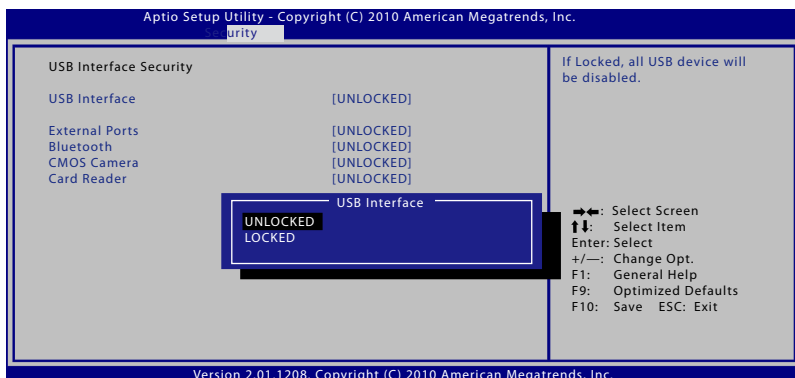 Aptio Setup Utility - Copyright (C) 2010 American Megatrends, Inc.
Security
USB Interface Security
USB Interface [UNLOCKED]
External Ports [UNLOCKED]
Bluetooth [UNLOCKED]
CMOS Camera [UNLOCKED]
Card Reader [UNLOCKED]
USB Interface
UNLOCKED
LOCKED
If Locked, all USB device will
be disabled.
→←: Select Screen
↑↓: Select Item
Enter: Select
+/—: Change Opt.
F1: General Help
F9: Optimized Defaults
F10: Save ESC: Exit
Version 2.01.1208. Copyright (C) 2010 American Megatrends, Inc.